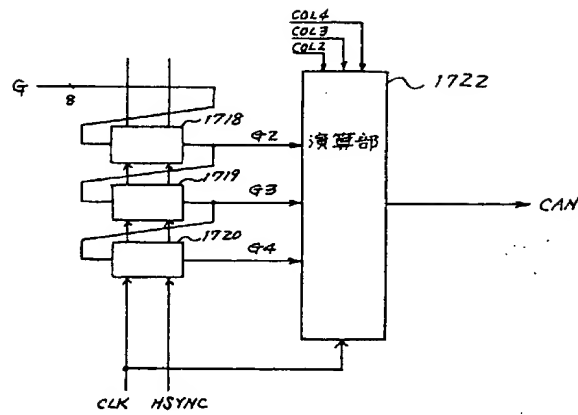 COL4
COL3
COL2
G
8
1722
1718
G2
演算部
1719
G3
CAN
1720
G4
CLK HSYNC